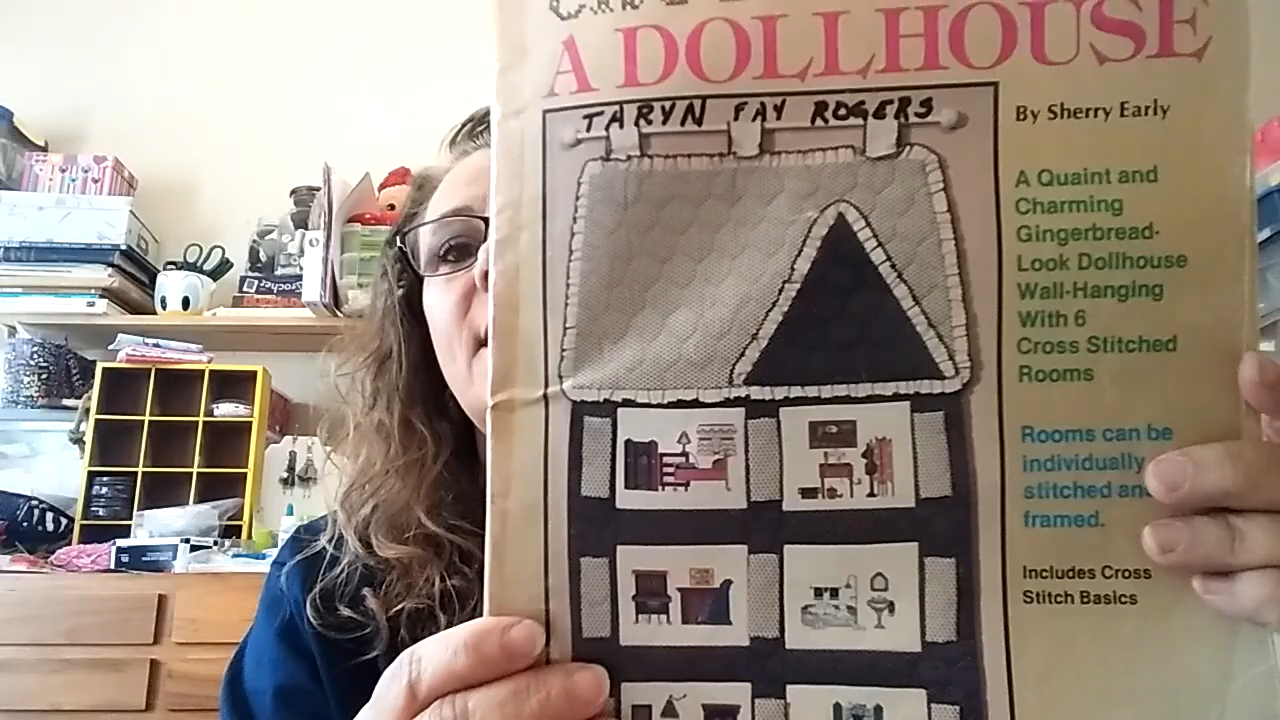 A DOLLHOUSE
TARYN FAY ROGERS
By Sherry Early
A Quaint and
Charming
Gingerbread-
Look Dollhouse
Wall-Hanging
With 6
Cross Stitched
Rooms
Rooms can be
individually
stitched and
framed.
Includes Cross
Stitch Basics
Crochet